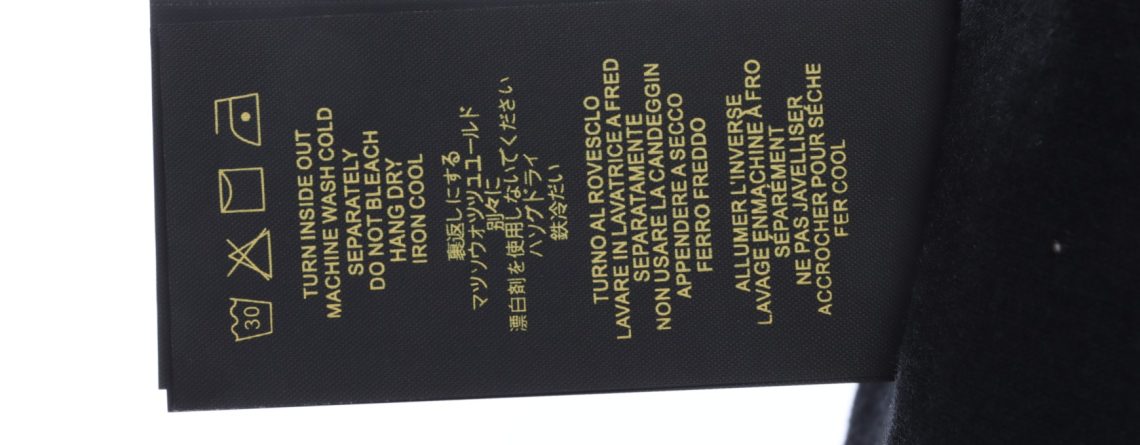 30
TURN INSIDE OUT
MACHINE WASH COLD
SEPARATELY
DO NOT BLEACH
HANG DRY
IRON COOL
裏返しにする
マツソウオツツユユールド
別々に
漂白剤を使用しないでください
ハソグドライ
鉄冷だい
TURNO AL ROVESCLO
LAVARE IN LAVATRICE A FRED
SEPARATAMENTE
NON USARE LA CANDEGGIN
APPENDERE A SECCO
FERRO FREDDO
ALLUMER L'INVERSE
LAVAGE ENMACHINE À FRO
SÉPARÉMENT
NE PAS JAVELLISER
ACCROCHER POUR SÉCHE
FER COOL